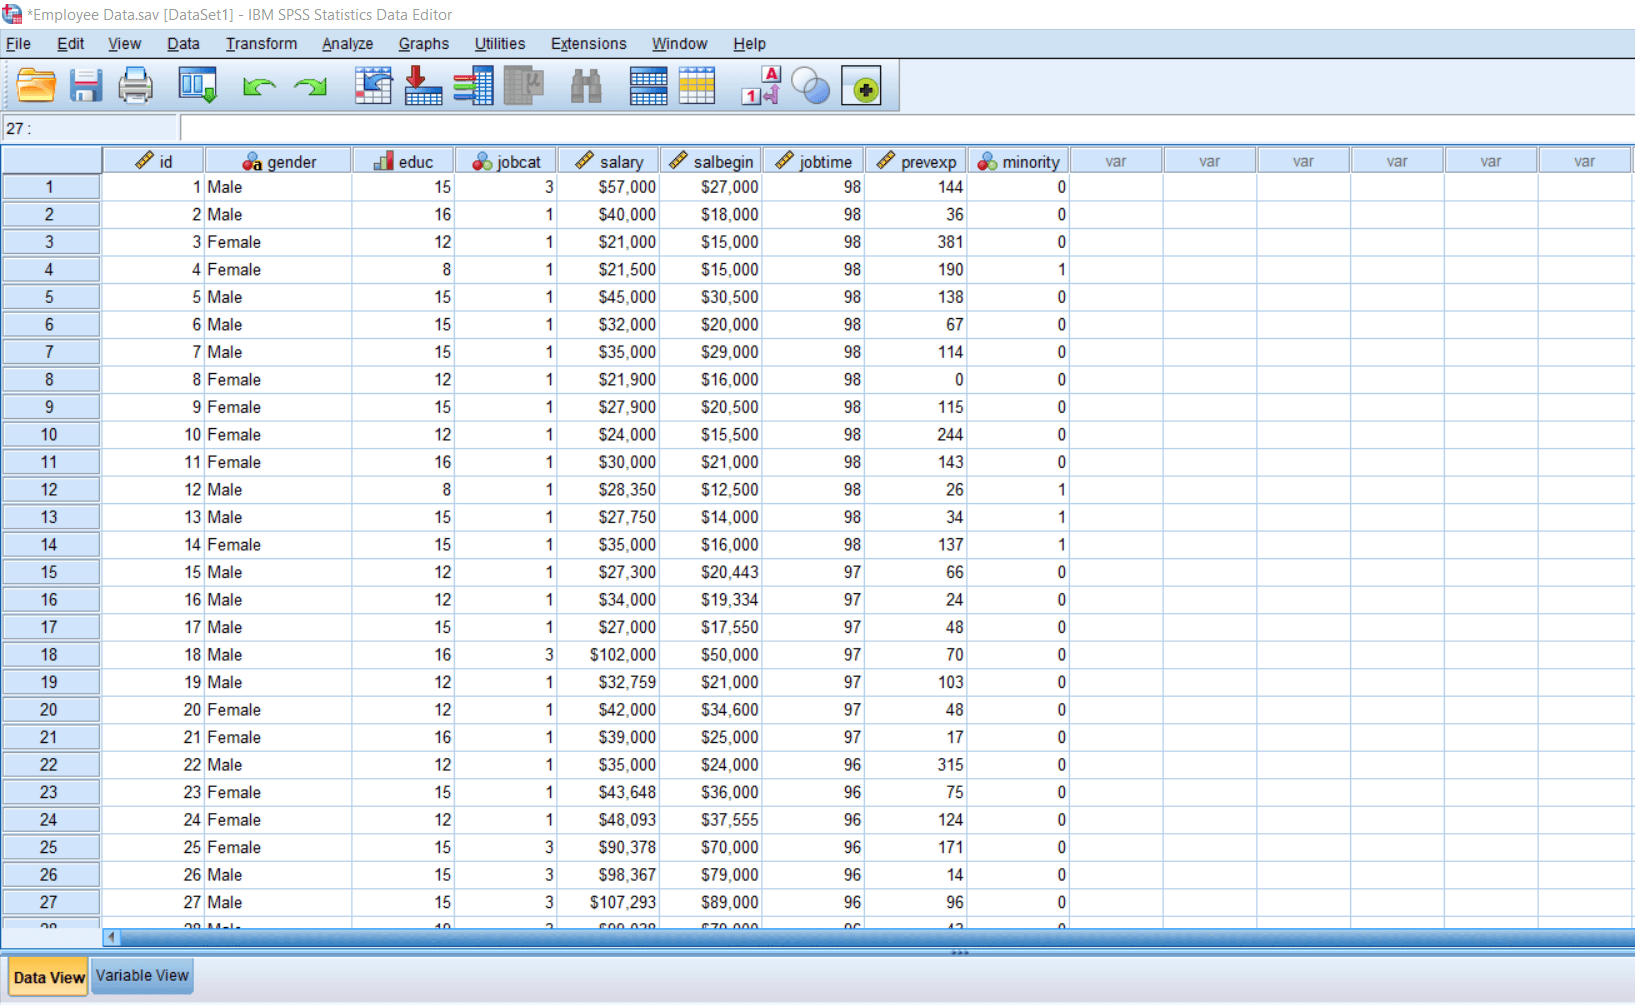 *Employee Data.sav [DataSet1] - IBM SPSS Statistics Data Editor
File Edit View Data Transform Analyze Graphs Utilities Extensions Window Help
27 :
id gender educ jobcat salary salbegin jobtime prevexp minority var var var var var var
1 1 Male 15 3 $57,000 $27,000 98 144 0
2 2 Male 16 1 $40,000 $18,000 98 36 0
3 3 Female 12 1 $21,000 $15,000 98 381 0
4 4 Female 8 1 $21,500 $15,000 98 190 1
5 5 Male 15 1 $45,000 $30,500 98 138 0
6 6 Male 15 1 $32,000 $20,000 98 67 0
7 7 Male 15 1 $35,000 $29,000 98 114 0
8 8 Female 12 1 $21,900 $16,000 98 0 0
9 9 Female 15 1 $27,900 $20,500 98 115 0
10 10 Female 12 1 $24,000 $15,500 98 244 0
11 11 Female 16 1 $30,000 $21,000 98 143 0
12 12 Male 8 1 $28,350 $12,500 98 26 1
13 13 Male 15 1 $27,750 $14,000 98 34 1
14 14 Female 15 1 $35,000 $16,000 98 137 1
15 15 Male 12 1 $27,300 $20,443 97 66 0
16 16 Male 12 1 $34,000 $19,334 97 24 0
17 17 Male 15 1 $27,000 $17,550 97 48 0
18 18 Male 16 3 $102,000 $50,000 97 70 0
19 19 Male 12 1 $32,759 $21,000 97 103 0
20 20 Female 12 1 $42,000 $34,600 97 48 0
21 21 Female 16 1 $39,000 $25,000 97 17 0
22 22 Male 12 1 $35,000 $24,000 96 315 0
23 23 Female 15 1 $43,648 $36,000 96 75 0
24 24 Female 12 1 $48,093 $37,555 96 124 0
25 25 Female 15 3 $90,378 $70,000 96 171 0
26 26 Male 15 3 $98,367 $79,000 96 14 0
27 27 Male 15 3 $107,293 $89,000 96 96 0
28 28 Male
Data View Variable View